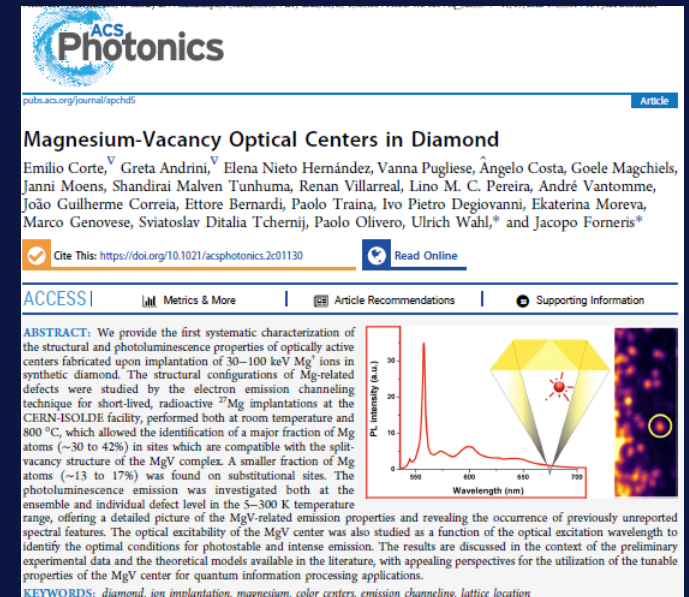 ACS
Photonics
pubs.acs.org/journal/apchd5
Article
Magnesium-Vacancy Optical Centers in Diamond
Emilio Corte,∇ Greta Andrini,∇ Elena Nieto Hernández, Vanna Pugliese, Ângelo Costa, Goele Magchiels,
Janni Moens, Shandirai Malven Tunhuma, Renan Villarreal, Lino M. C. Pereira, André Vantomme,
João Guilherme Correia, Ettore Bernardi, Paolo Traina, Ivo Pietro Degiovanni, Ekaterina Moreva,
Marco Genovese, Sviatoslav Ditalia Tchernij, Paolo Olivero, Ulrich Wahl,* and Jacopo Forneris*
Cite This: https://doi.org/10.1021/acsphotonics.2c01130
Read Online
ACCESS
Metrics & More
Article Recommendations
Supporting Information
ABSTRACT: We provide the first systematic characterization of
the structural and photoluminescence properties of optically active
centers fabricated upon implantation of 30−100 keV Mg+ ions in
synthetic diamond. The structural configurations of Mg-related
defects were studied by the electron emission channeling
technique for short-lived, radioactive 27Mg implantations at the
CERN-ISOLDE facility, performed both at room temperature and
800 °C, which allowed the identification of a major fraction of Mg
atoms (∼30 to 42%) in sites which are compatible with the split-
vacancy structure of the MgV complex. A smaller fraction of Mg
atoms (∼13 to 17%) was found on substitutional sites. The
photoluminescence emission was investigated both at the
ensemble and individual defect level in the 5−300 K temperature
range, offering a detailed picture of the MgV-related emission properties and revealing the occurrence of previously unreported
spectral features. The optical excitability of the MgV center was also studied as a function of the optical excitation wavelength to
identify the optimal conditions for photostable and intense emission. The results are discussed in the context of the preliminary
experimental data and the theoretical models available in the literature, with appealing perspectives for the utilization of the tunable
properties of the MgV center for quantum information processing applications.
KEYWORDS: diamond, ion implantation, magnesium, color centers, emission channeling, lattice location
PL intensity (a.u.)
30
20
10
0
550
600
650
700
Wavelength (nm)